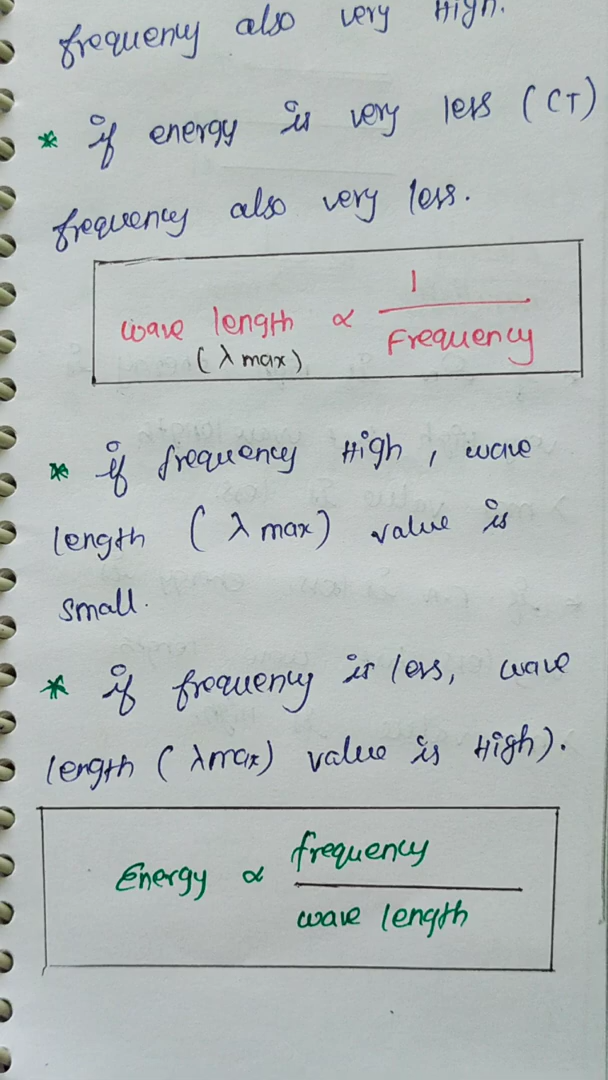 frequency also very High.
* if energy is very less (CT)
frequency also very less.
wave length ∝ 1 / Frequency
(λ max)
* if frequency High, wave
length (λ max) value is
small.
* if frequency is less, wave
length (λmax) value is High).
Energy ∝ frequency / wave length